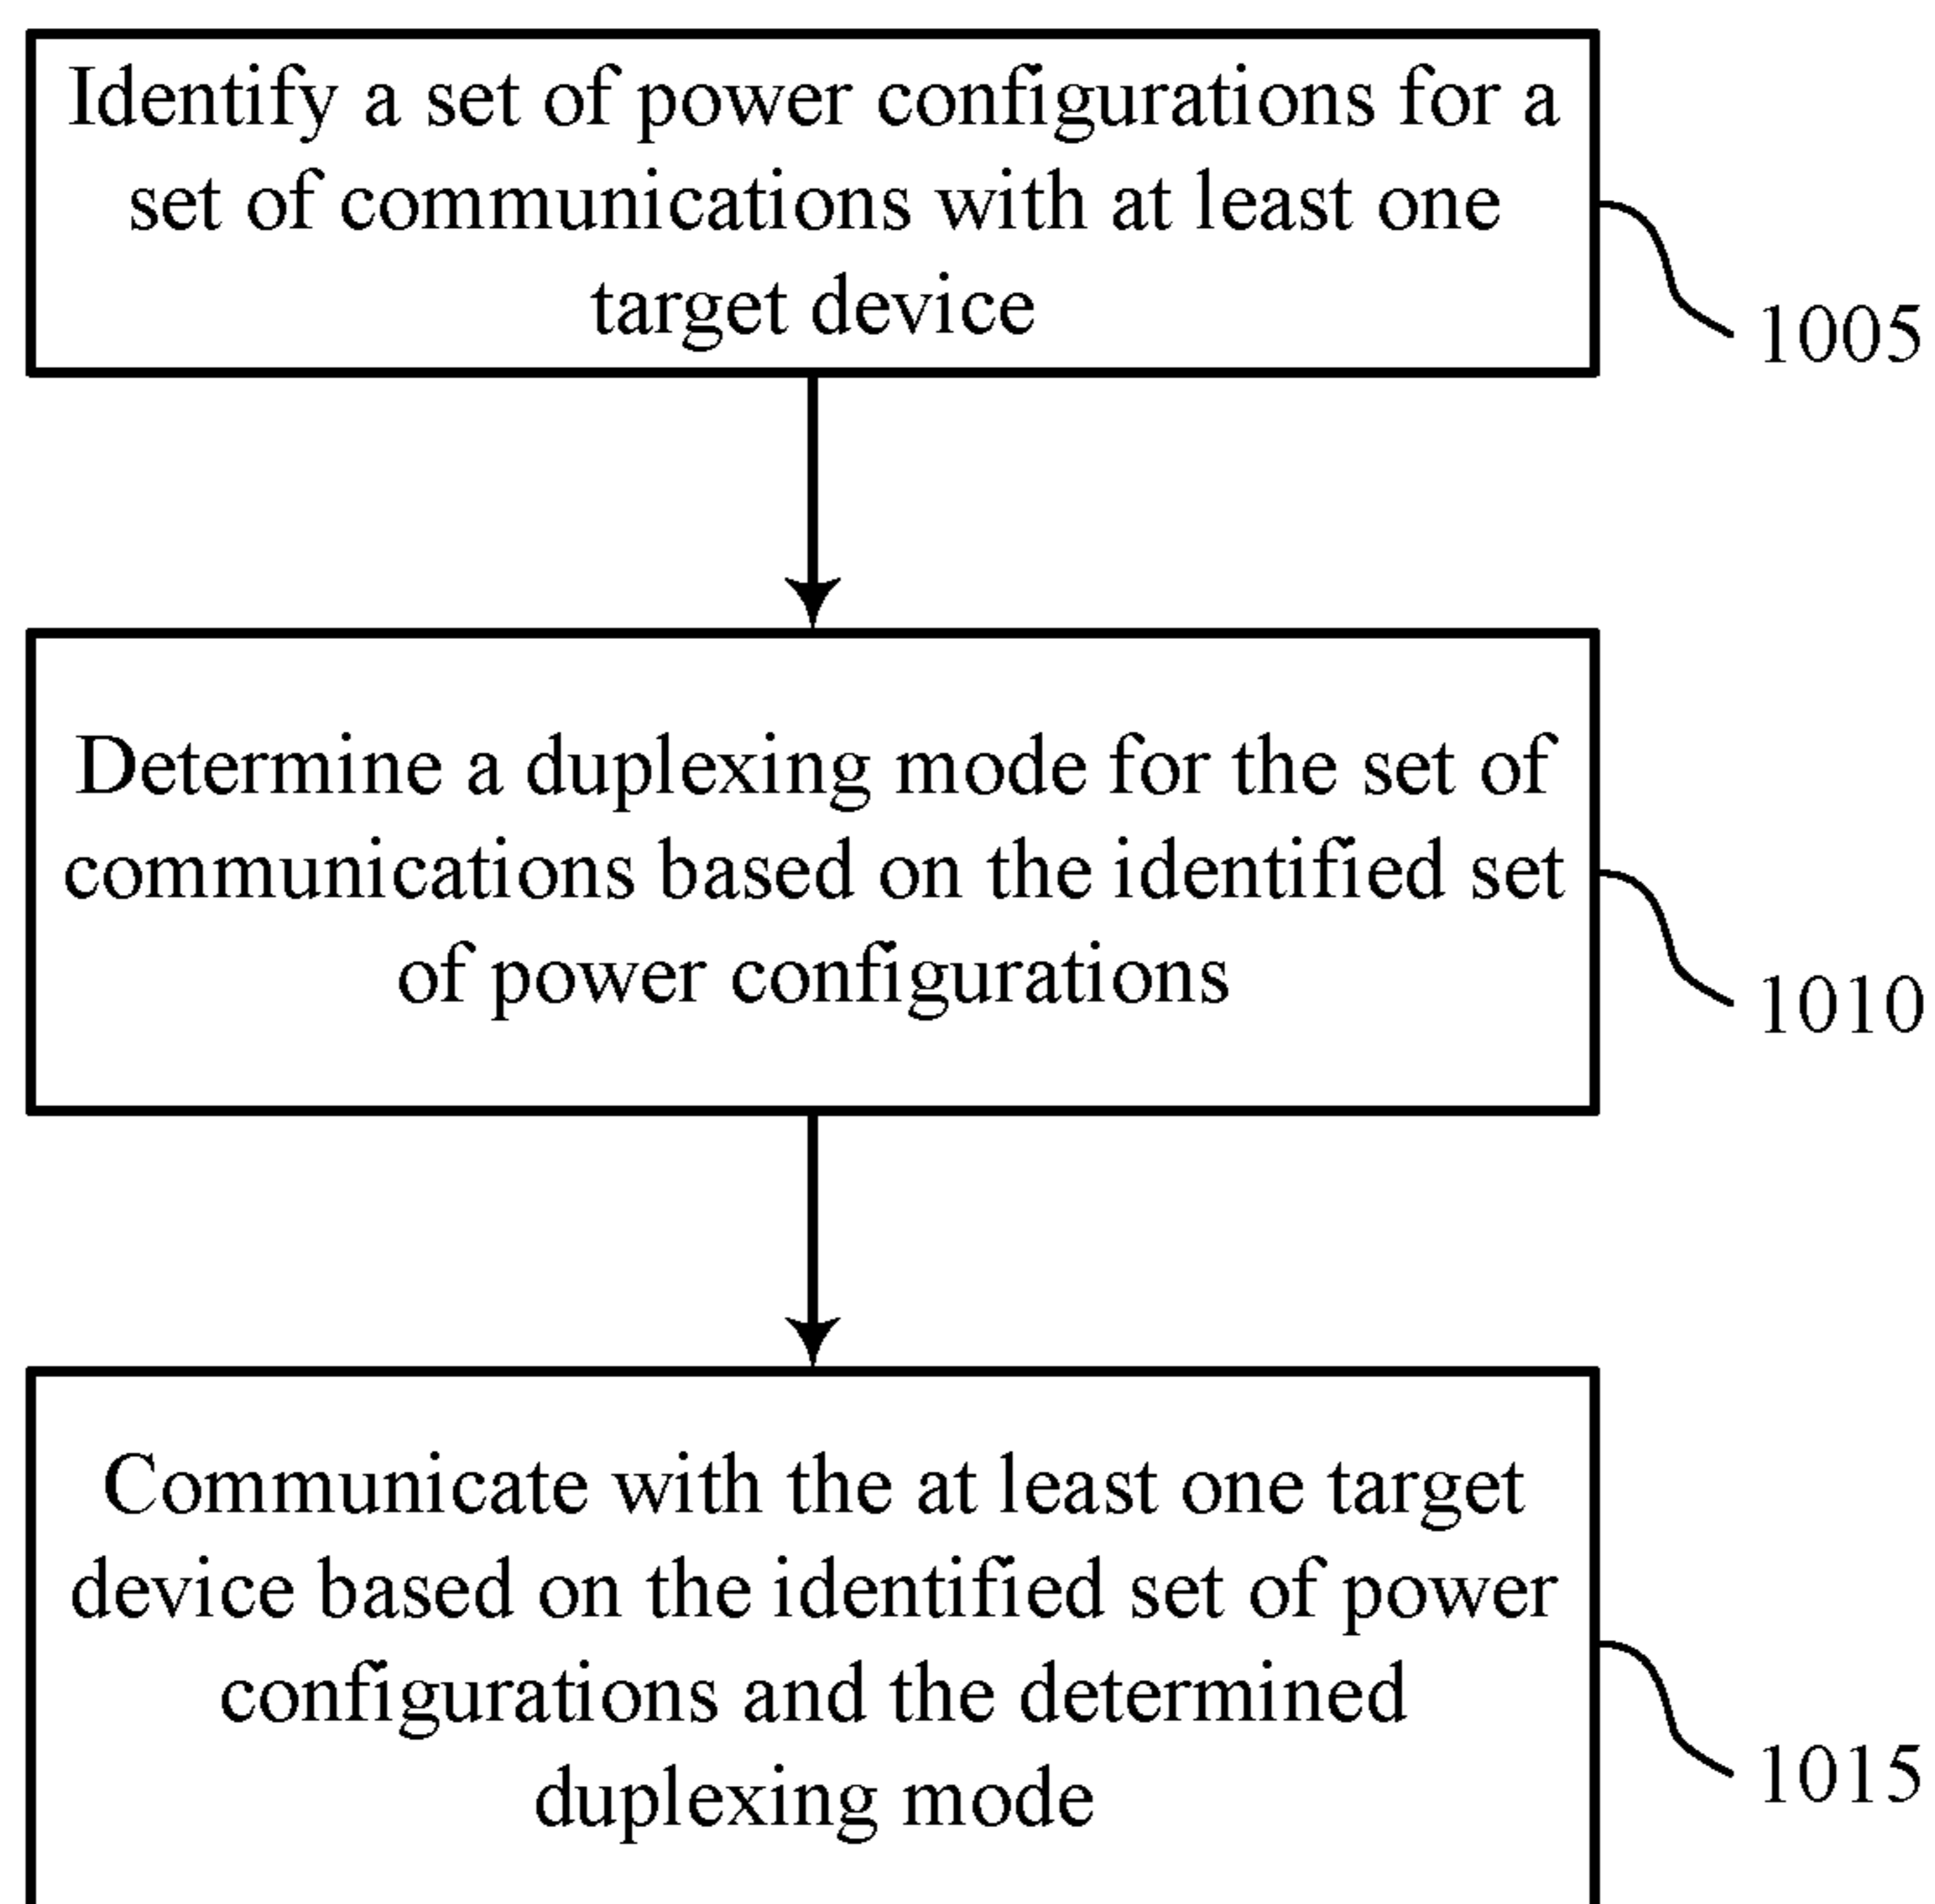 Identify a set of power configurations for a
set of communications with at least one
target device
1005
Determine a duplexing mode for the set of
communications based on the identified set
of power configurations
1010
Communicate with the at least one target
device based on the identified set of power
configurations and the determined
duplexing mode
1015